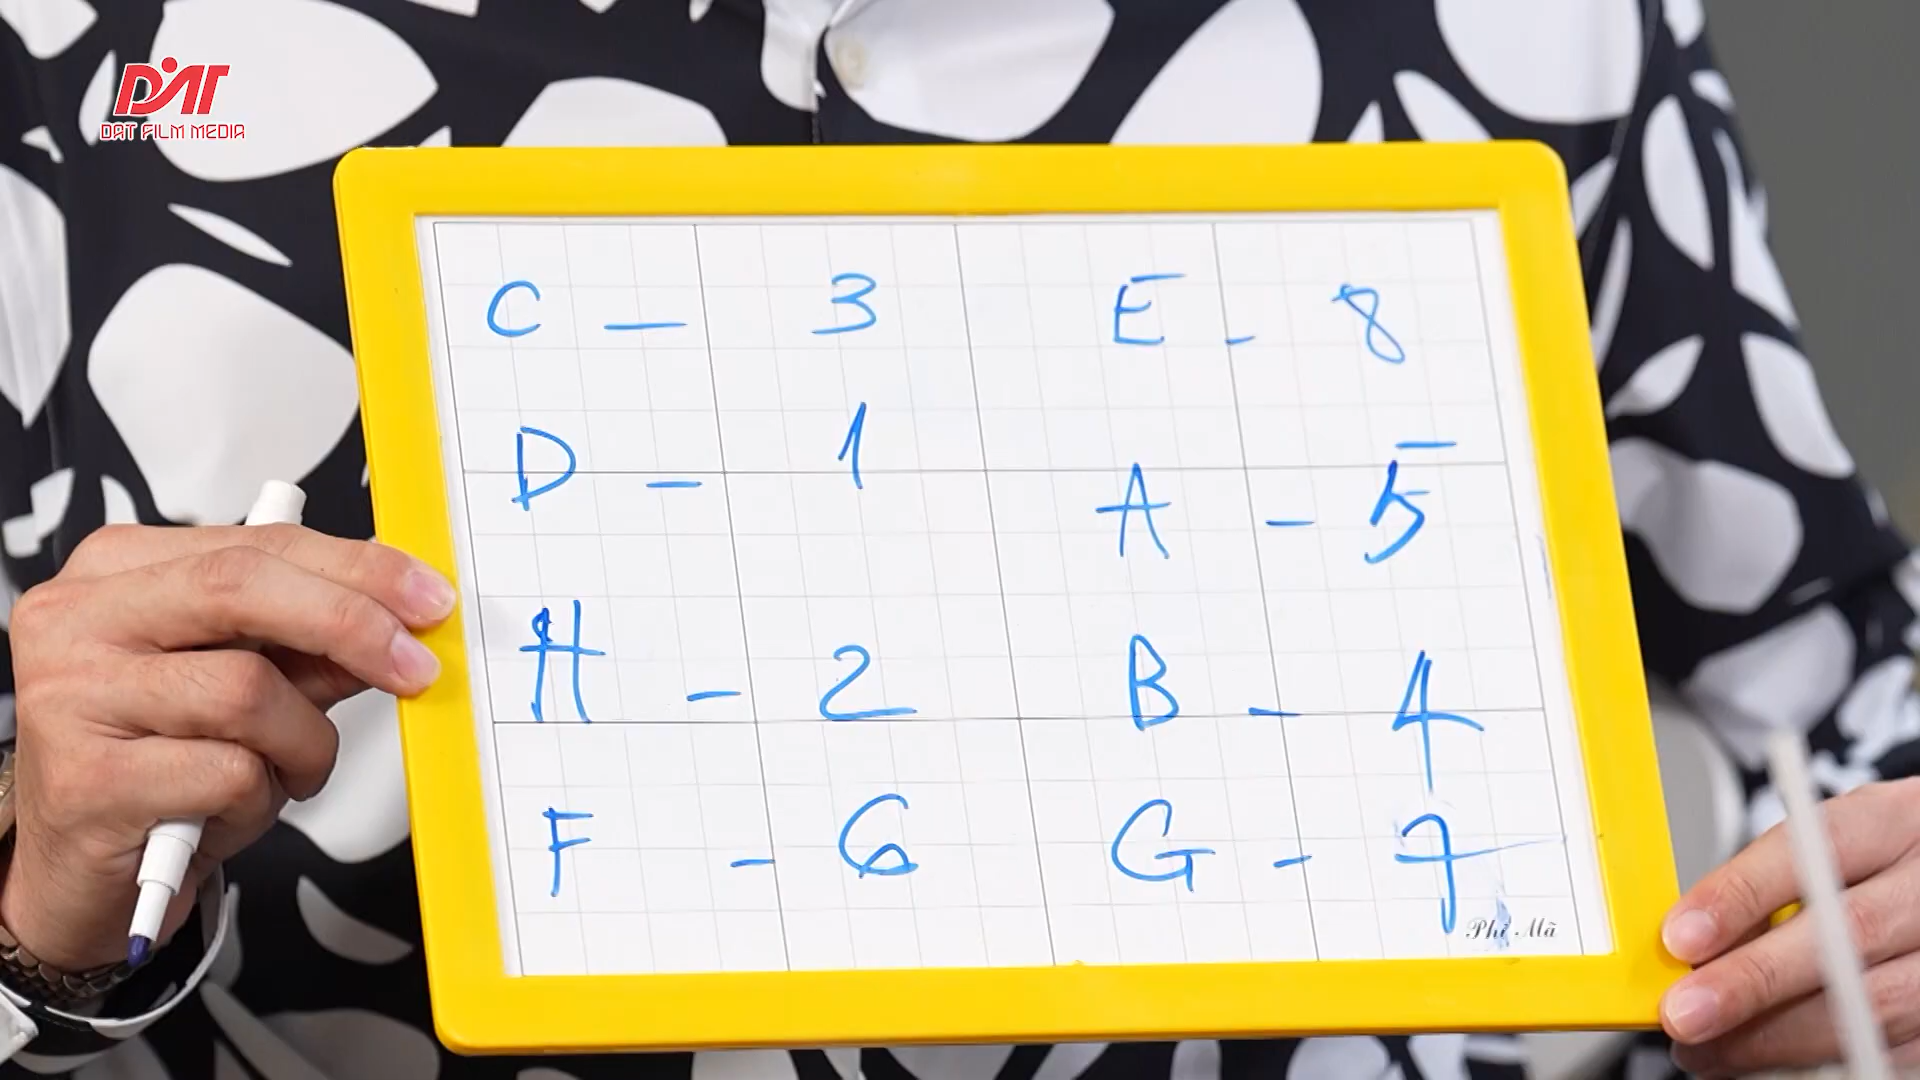 DAT
DAT FILM MEDIA
C - 3
E - 8
D - 1
A - 5
H - 2
B - 4
F - 6
G - 7
Phi Mã